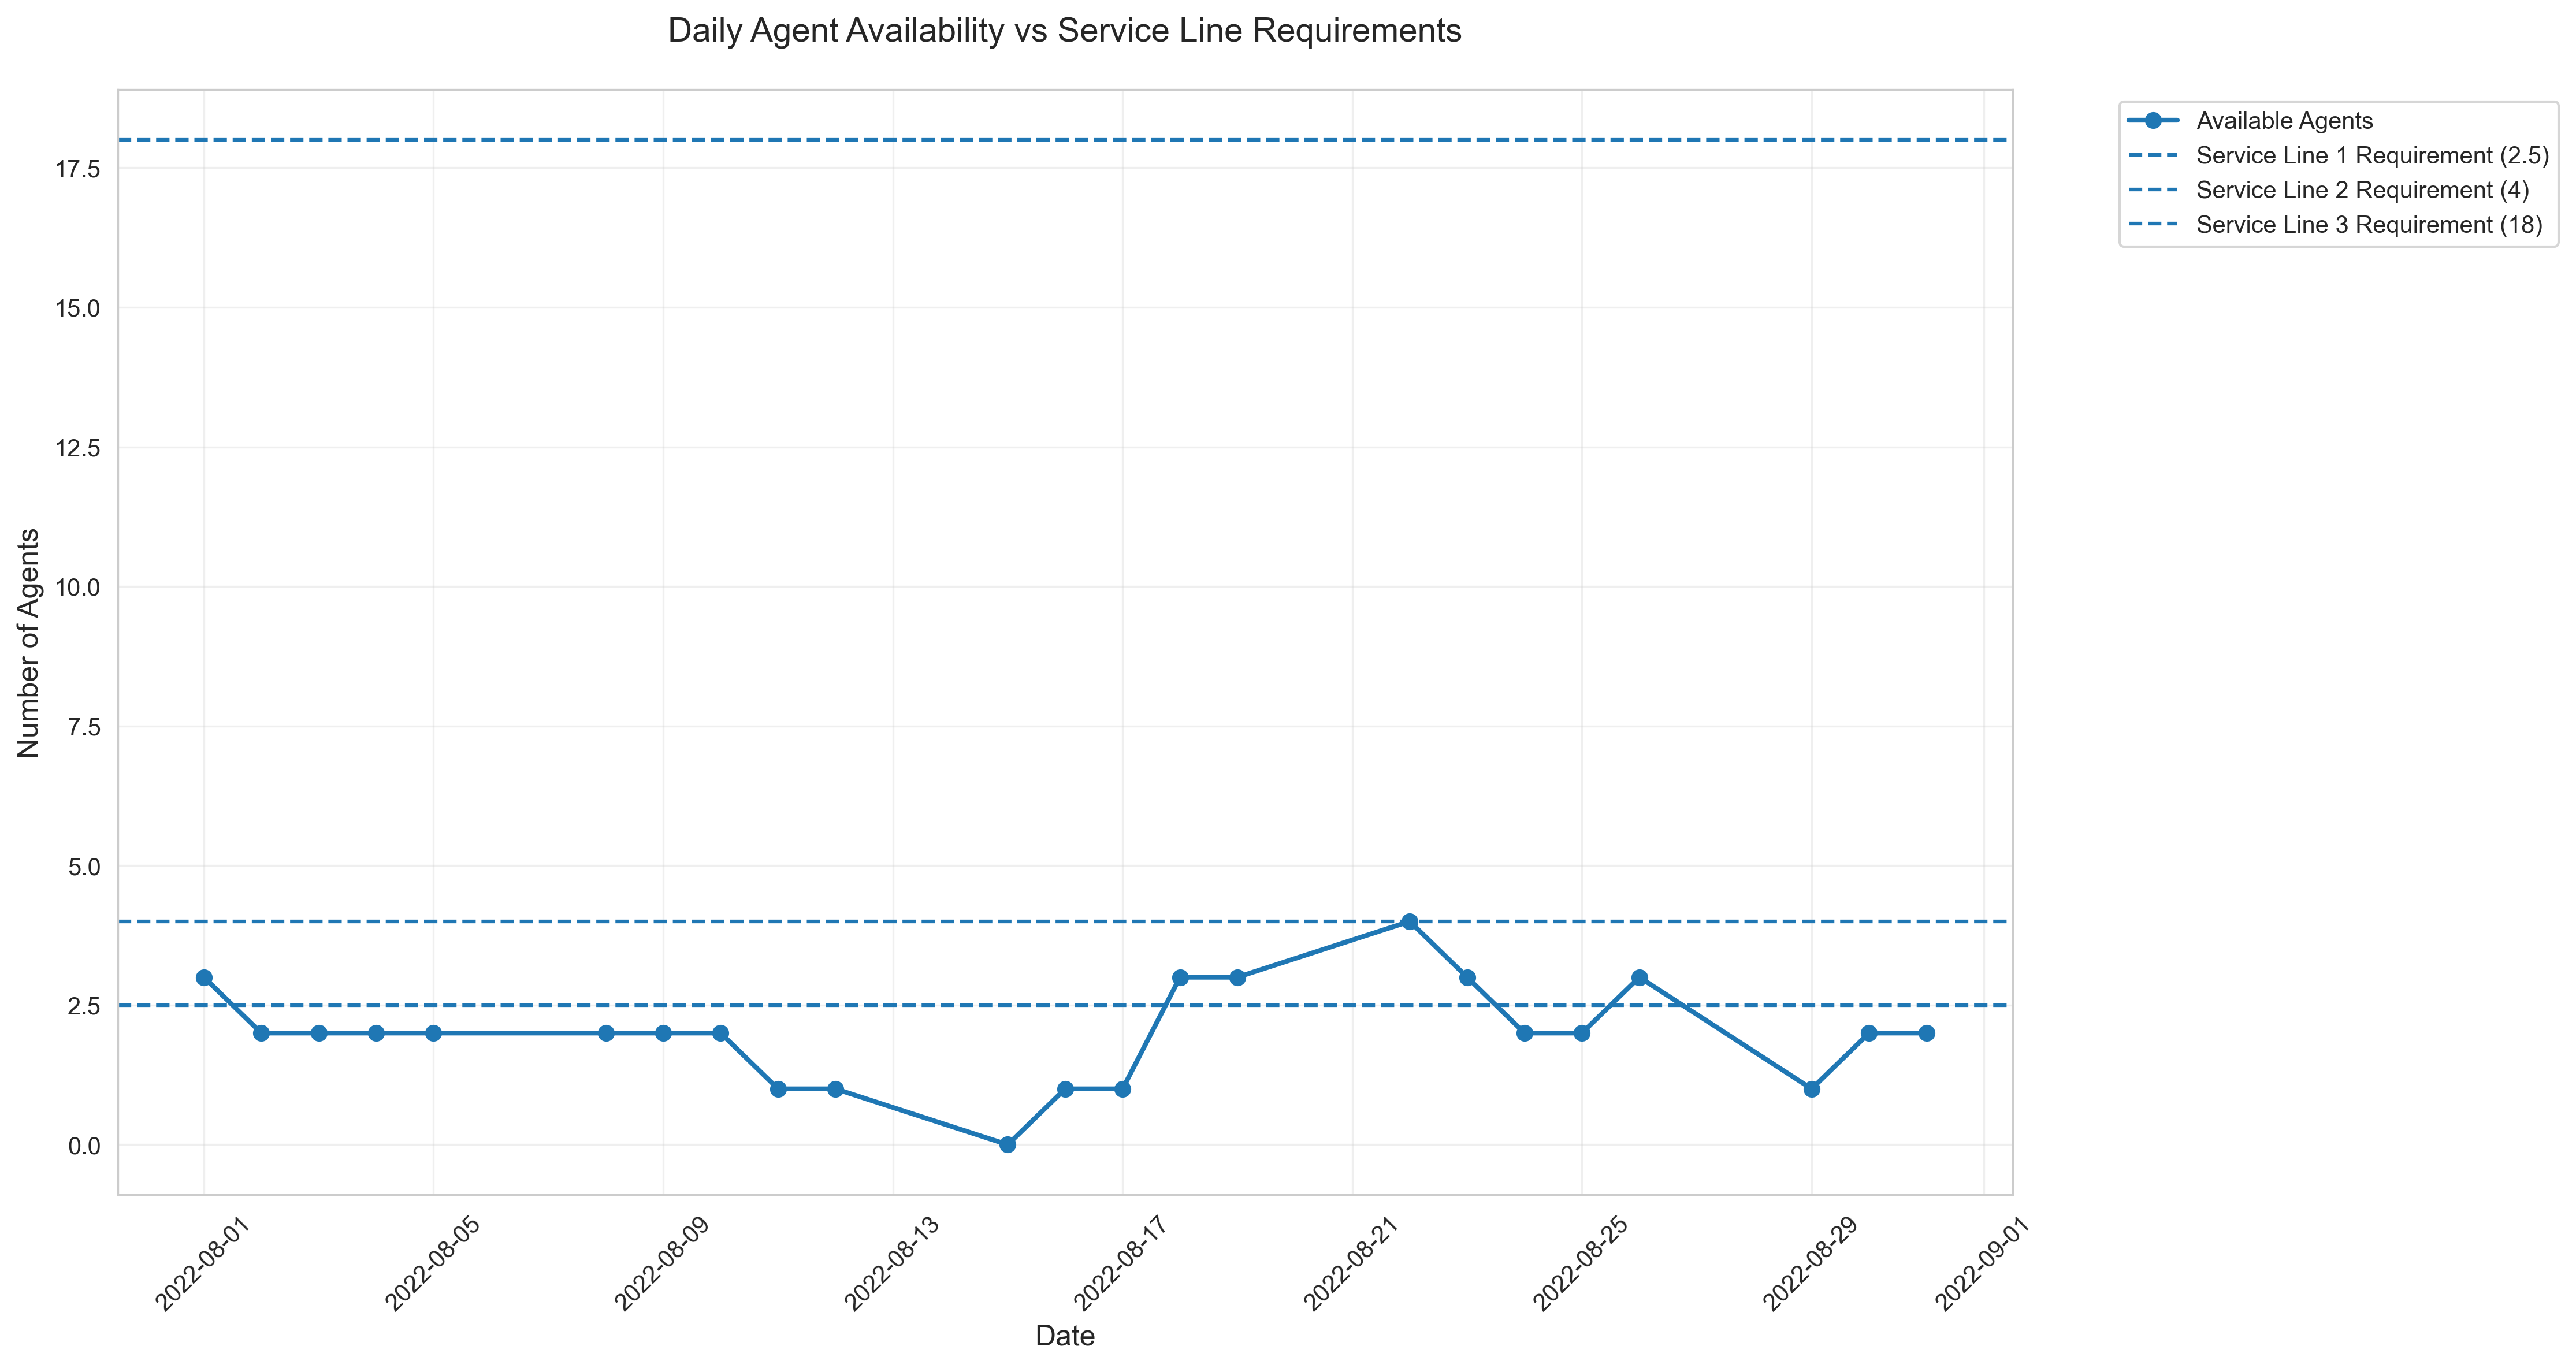 Daily Agent Availability vs Service Line Requirements
Available Agents
Service Line 1 Requirement (2.5)
Service Line 2 Requirement (4)
Service Line 3 Requirement (18)
Number of Agents
17.5
15.0
12.5
10.0
7.5
5.0
2.5
0.0
2022-08-01
2022-08-05
2022-08-09
2022-08-13
2022-08-17
2022-08-21
2022-08-25
2022-08-29
2022-09-01
Date